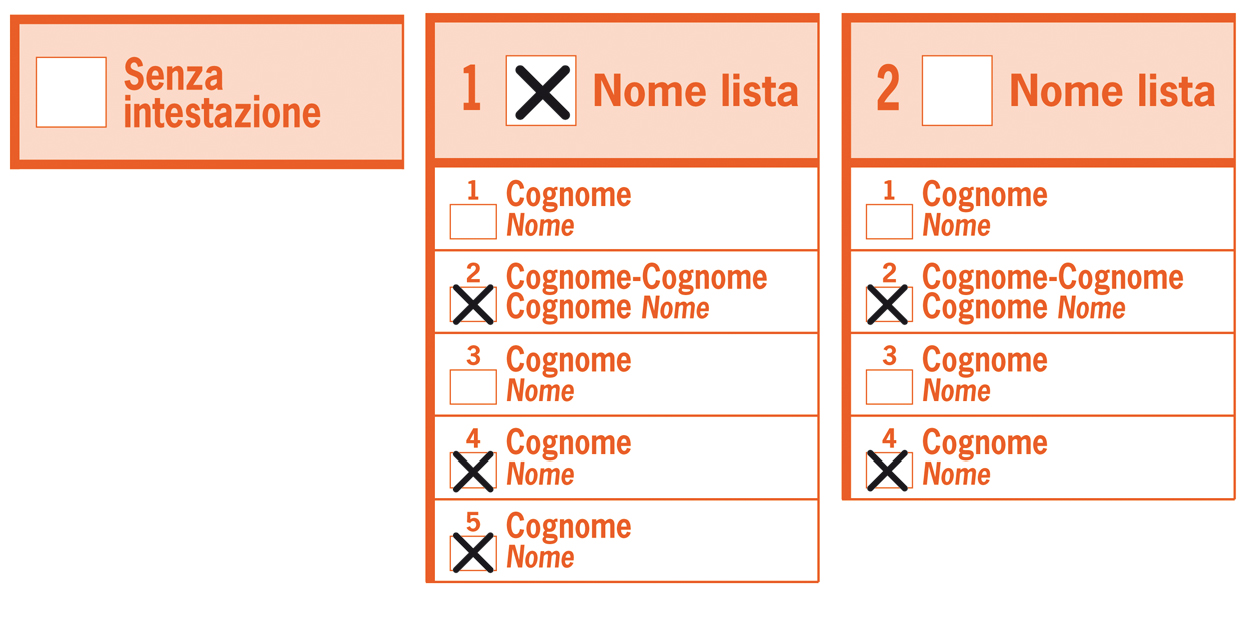 Senza
intestazione
1 Nome lista
1 Cognome
Nome
2 Cognome-Cognome
Cognome Nome
3 Cognome
Nome
4 Cognome
Nome
5 Cognome
Nome
2 Nome lista
1 Cognome
Nome
2 Cognome-Cognome
Cognome Nome
3 Cognome
Nome
4 Cognome
Nome